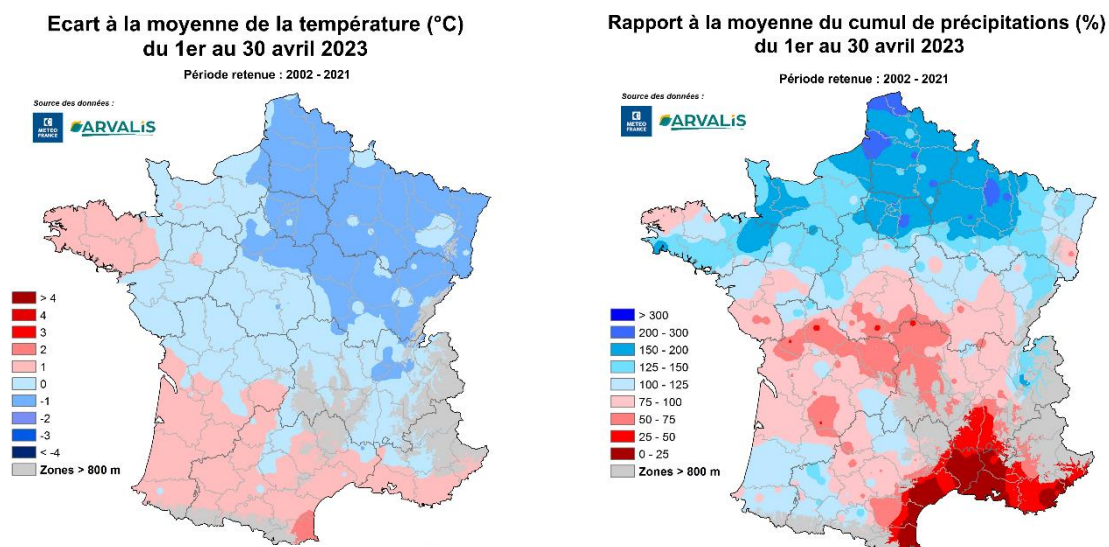 Ecart à la moyenne de la température (°C)
du 1er au 30 avril 2023
Période retenue : 2002 - 2021
Source des données :
METEO
FRANCE
ARVALIS
> 4
4
3
2
1
0
-1
-2
-3
< -4
Zones > 800 m
Rapport à la moyenne du cumul de précipitations (%)
du 1er au 30 avril 2023
Période retenue : 2002 - 2021
Source des données :
METEO
FRANCE
ARVALIS
> 300
200 - 300
150 - 200
125 - 150
100 - 125
75 - 100
50 - 75
25 - 50
0 - 25
Zones > 800 m